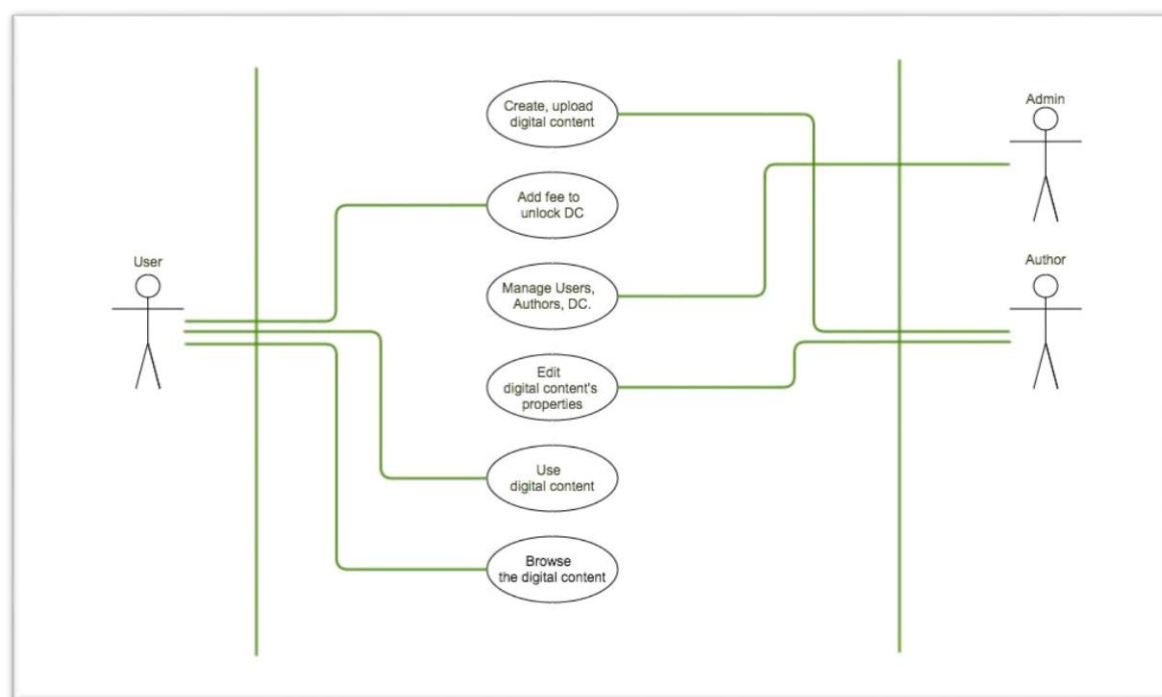 Create, upload
digital content
Admin
Add fee to
unlock DC
User
Author
Manage Users,
Authors, DC.
Edit
digital content's
properties
Use
digital content
Browse
the digital content